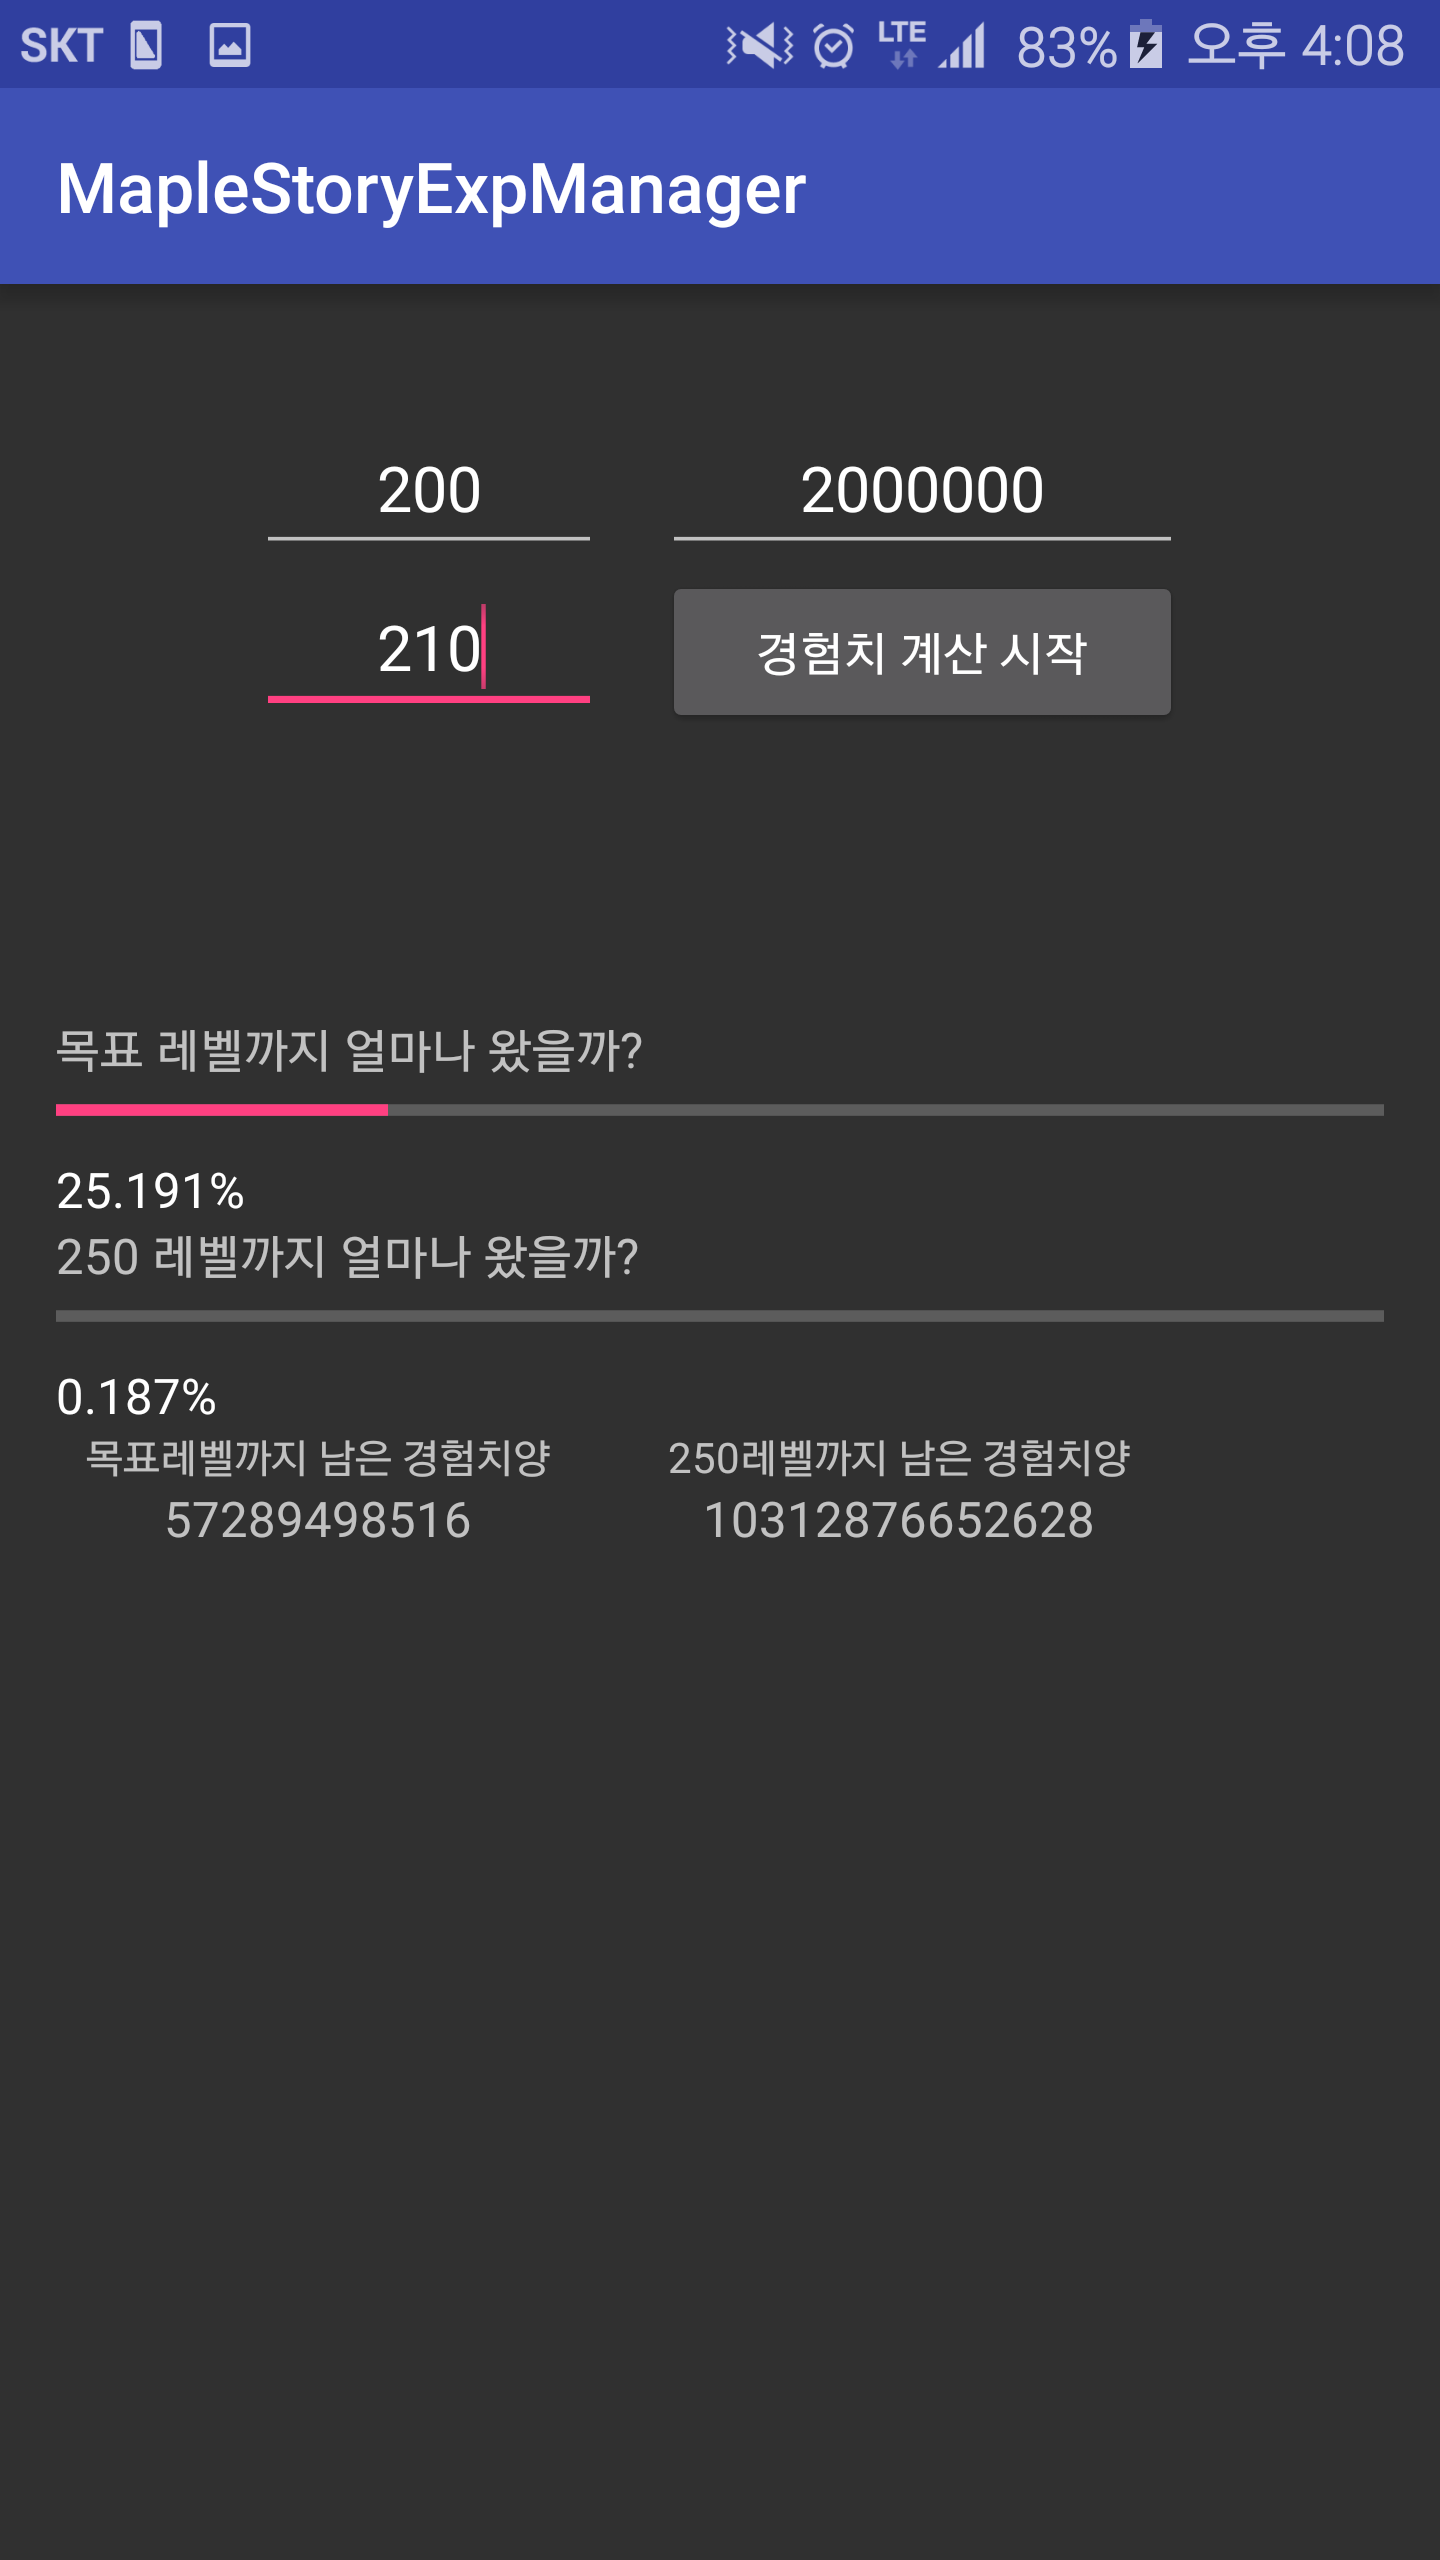 SKT LTE 83% 오후 4:08
MapleStoryExpManager
200 2000000
210 경험치 계산 시작
목표 레벨까지 얼마나 왔을까?
25.191%
250 레벨까지 얼마나 왔을까?
0.187%
목표레벨까지 남은 경험치양 250레벨까지 남은 경험치양
57289498516 10312876652628